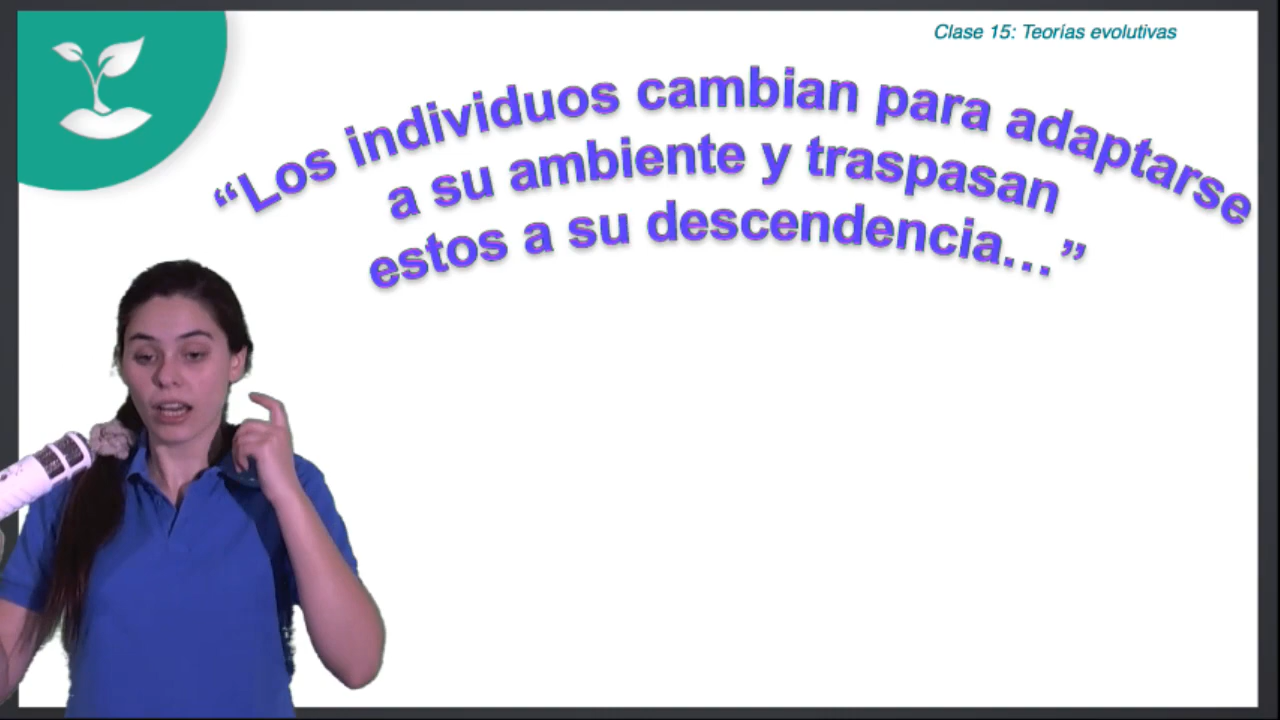 Clase 15: Teorías evolutivas
“Los individuos cambian para adaptarse
a su ambiente y traspasan
estos a su descendencia…”